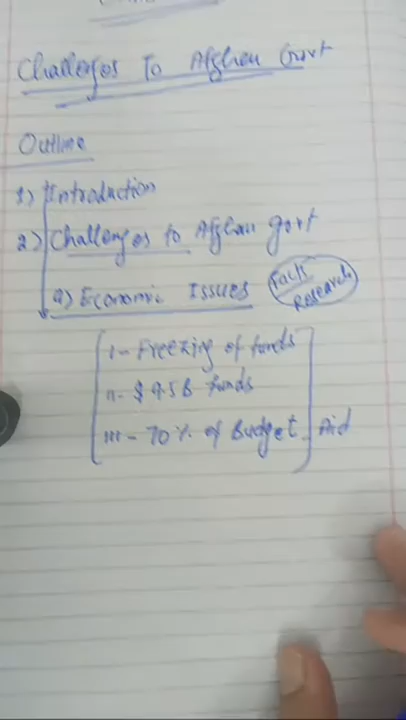 Challenges To Afghan Govt
Outline
1) Introduction
2) Challenges to Afghan govt
a) Economic Issues
Facts
Research
i- Freezing of funds
ii- $ 9.5B funds
iii- 70% of Budget Aid